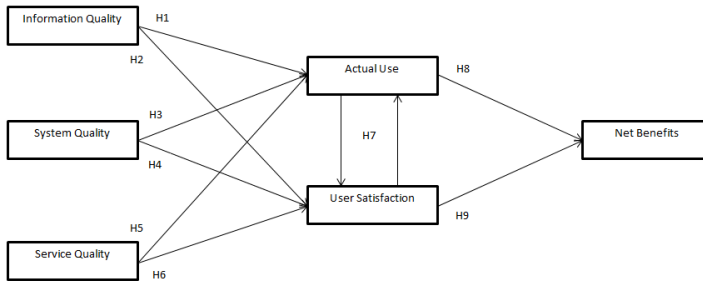 Information Quality
H1
H2
Actual Use
H8
System Quality
H3
H4
H7
Net Benefits
User Satisfaction
H5
H9
Service Quality
H6